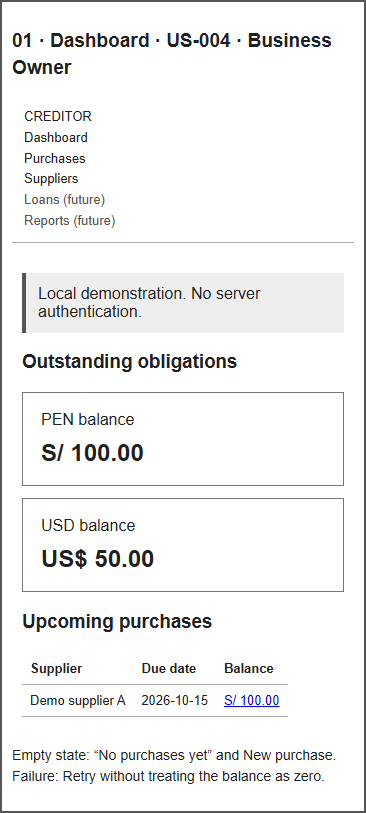 01 · Dashboard · US-004 · Business
Owner
CREDITOR
Dashboard
Purchases
Suppliers
Loans (future)
Reports (future)
Local demonstration. No server
authentication.
Outstanding obligations
PEN balance
S/ 100.00
USD balance
US$ 50.00
Upcoming purchases
Supplier Due date Balance
Demo supplier A 2026-10-15 S/ 100.00
Empty state: “No purchases yet” and New purchase.
Failure: Retry without treating the balance as zero.